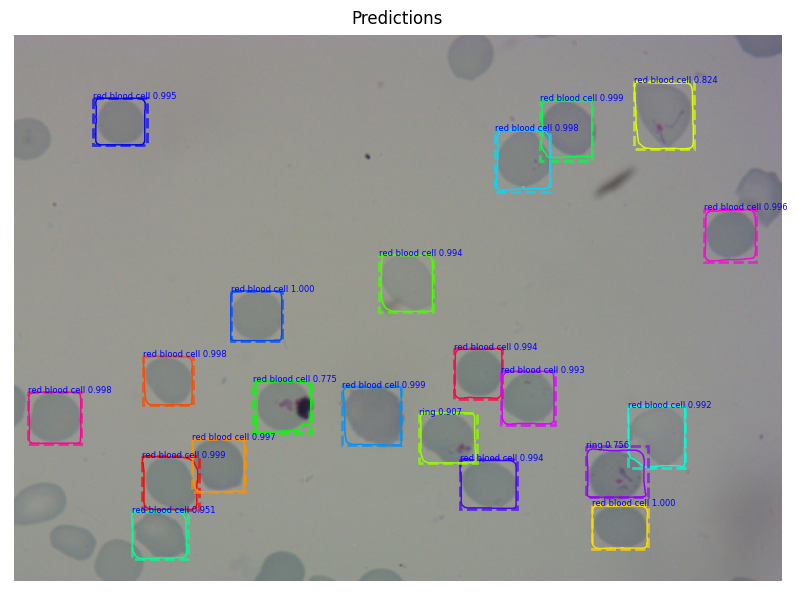 Predictions
red blood cell 0.824
red blood cell 0.995
red blood cell 0.999
red blood cell 0.998
red blood cell 0.996
red blood cell 0.994
red blood cell 1.000
red blood cell 0.994
red blood cell 0.998
red blood cell 0.993
red blood cell 0.775
red blood cell 0.999
red blood cell 0.998
red blood cell 0.992
ring 0.907
red blood cell 0.997
ring 0.756
red blood cell 0.999
red blood cell 0.994
red blood cell 1.000
red blood cell 0.951